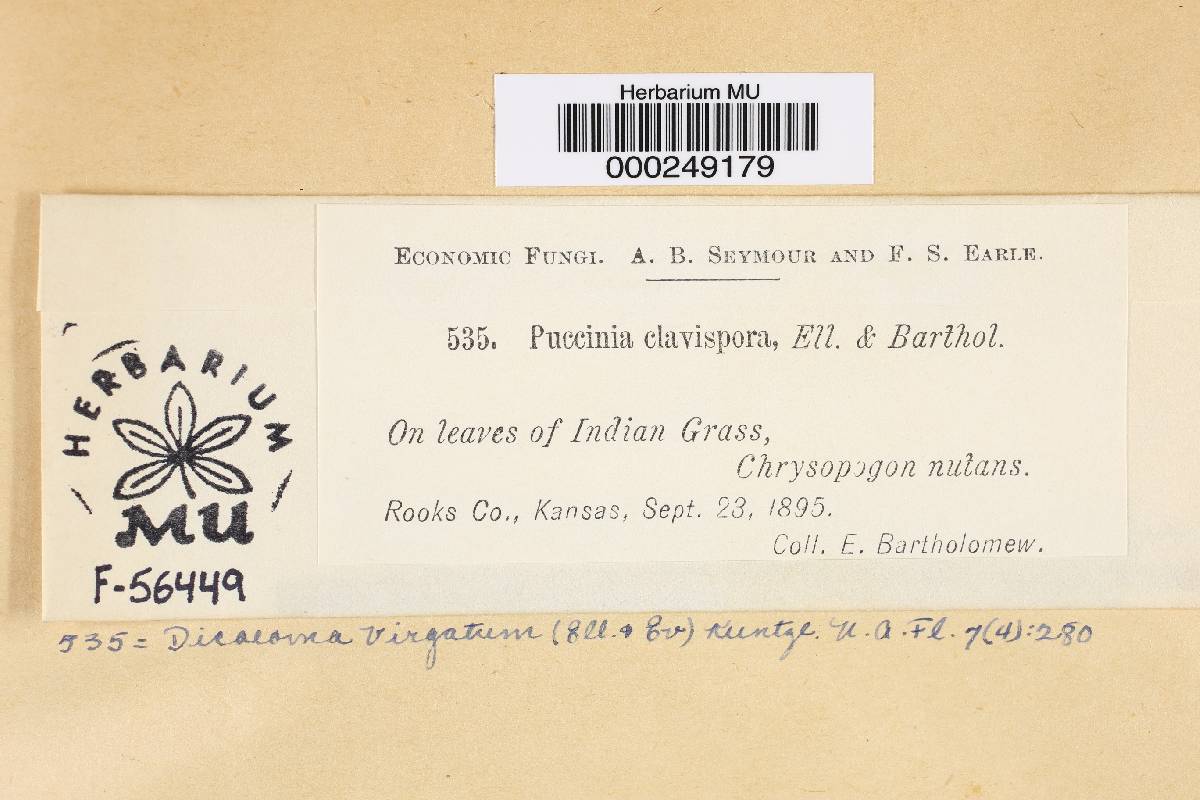 Herbarium MU
000249179
ECONOMIC FUNGI. A. B. SEYMOUR AND F. S. EARLE.
535. Puccinia clavispora, Ell. & Barthol.
On leaves of Indian Grass,
Chrysopogon nutans.
Rooks Co., Kansas, Sept. 23, 1895.
Coll. E. Bartholomew.
HERBARIUM
MU
F-56449
535 = Dicaeoma Virgatum (Ell. & Ev) Kuntze. N. A. Fl. 7(4):280